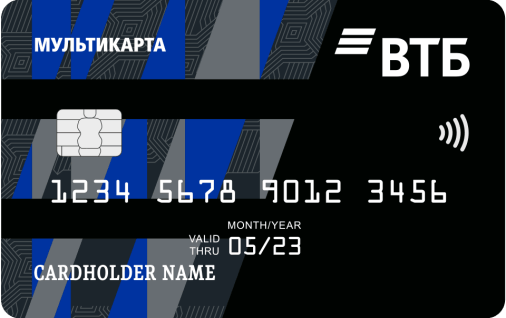 МУЛЬТИКАРТА
ВТБ
1234 5678 9012 3456
MONTH/YEAR
VALID THRU 05/23
CARDHOLDER NAME